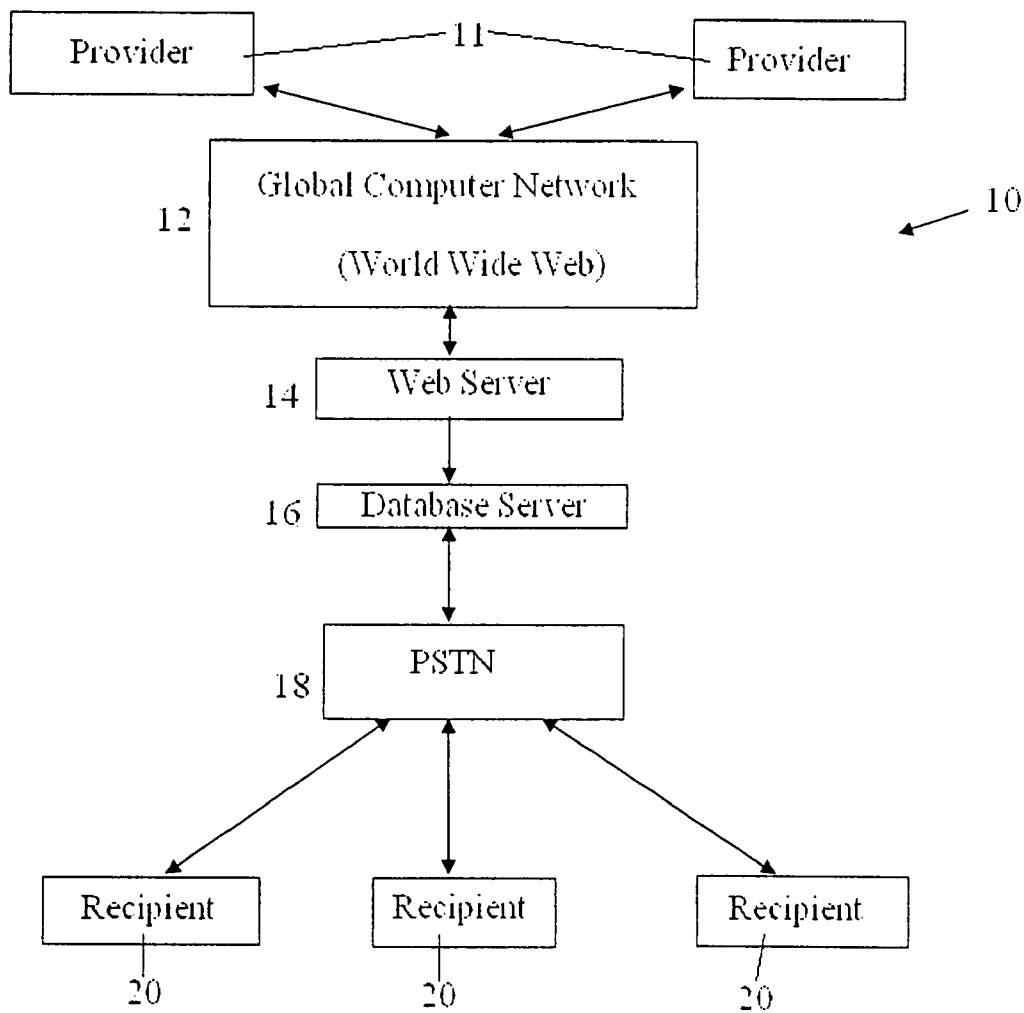 Provider
11
Provider
Global Computer Network
(World Wide Web)
12
10
Web Server
14
Database Server
16
PSTN
18
Recipient
Recipient
Recipient
20
20
20